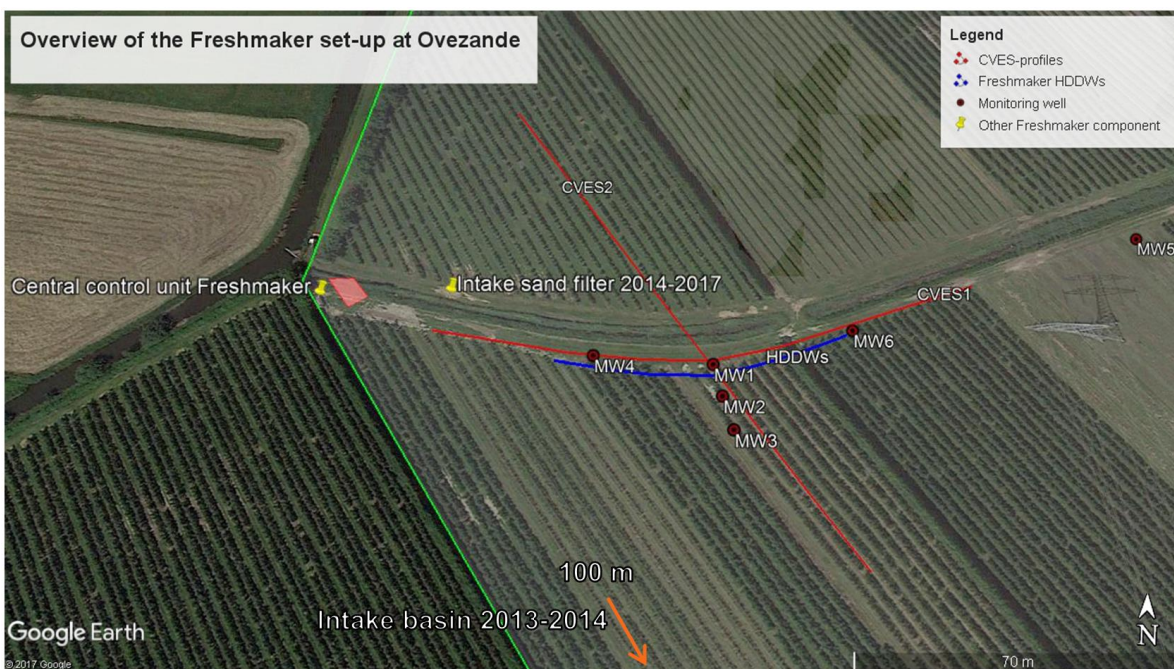 Overview of the Freshmaker set-up at Ovezande
Legend
CVES-profiles
Freshmaker HDDWs
Monitoring well
Other Freshmaker component
CVES2
MW5
Central control unit Freshmaker
Intake sand filter 2014-2017
CVES1
MW6
HDDWs
MW4
MW1
MW2
MW3
100 m
Intake basin 2013-2014
Google Earth
N
© 2017 Google
70 m